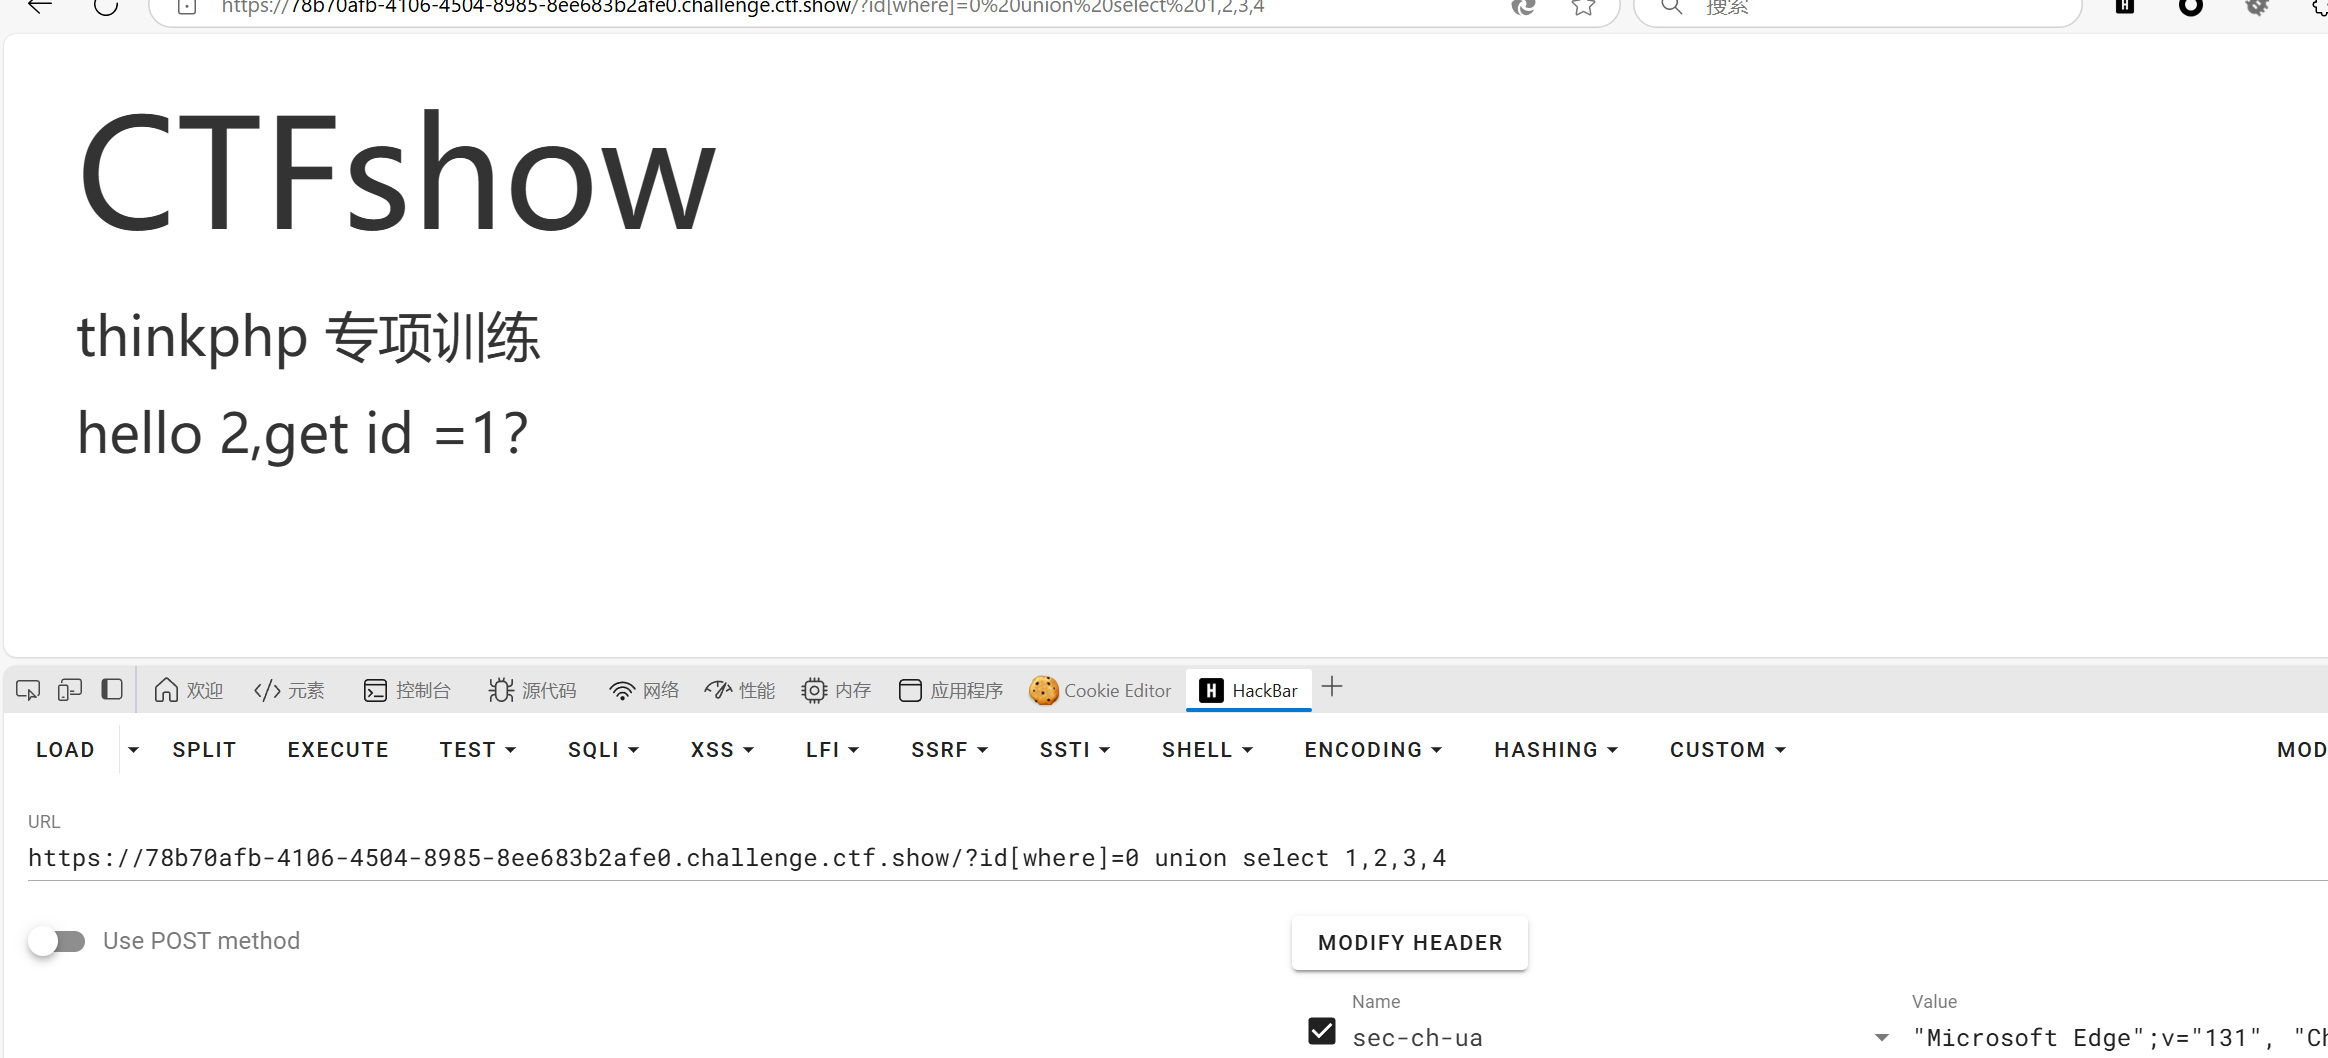 https://78b70afb-4106-4504-8985-8ee683b2afe0.challenge.ctf.show/?id[where]=0%20union%20select%201,2,3,4
搜索
CTFshow
thinkphp 专项训练
hello 2,get id =1?
欢迎 元素 控制台 源代码 网络 性能 内存 应用程序 Cookie Editor HackBar
LOAD SPLIT EXECUTE TEST SQLI XSS LFI SSRF SSTI SHELL ENCODING HASHING CUSTOM MOD
URL
https://78b70afb-4106-4504-8985-8ee683b2afe0.challenge.ctf.show/?id[where]=0 union select 1,2,3,4
Use POST method
MODIFY HEADER
Name Value
sec-ch-ua "Microsoft Edge";v="131", "Ch